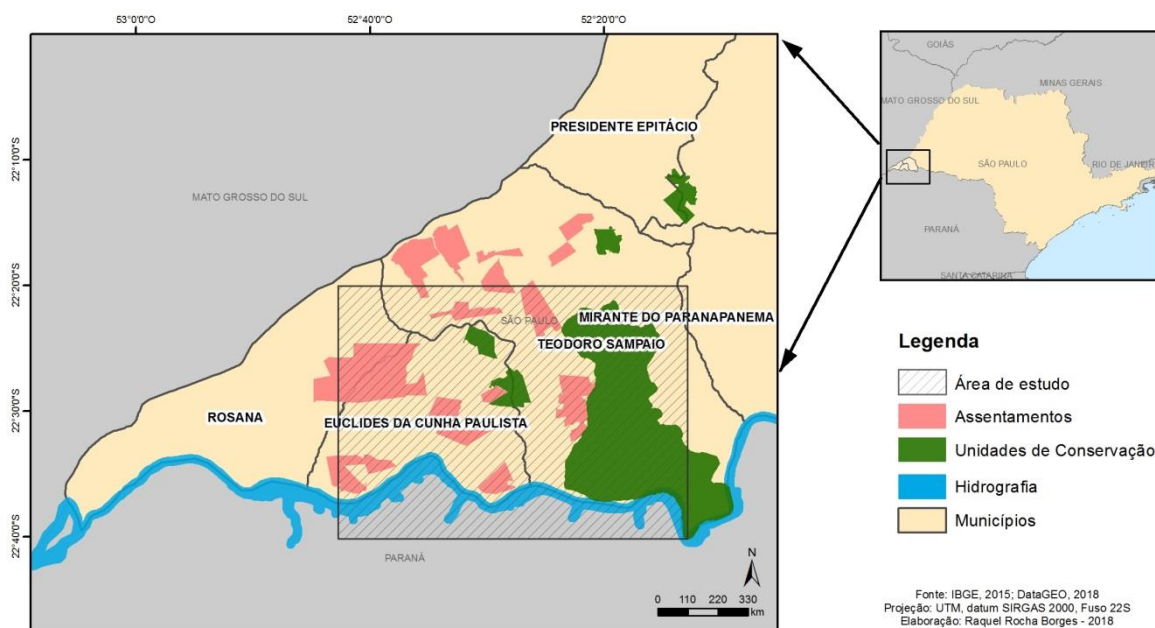 53°0'0"O 52°40'0"O 52°20'0"O
22°10'0"S
22°20'0"S
22°30'0"S
22°40'0"S
PRESIDENTE EPITÁCIO
MATO GROSSO DO SUL
MIRANTE DO PARANAPANEMA
SÃO PAULO
TEODORO SAMPAIO
ROSANA
EUCLIDES DA CUNHA PAULISTA
PARANÁ
N
0 110 220 330
km
GOIÁS
MINAS GERAIS
MATO GROSSO DO SUL
SÃO PAULO
RIO DE JANEIR
PARANÁ
SANTA CATARINA
Legenda
Área de estudo
Assentamentos
Unidades de Conservação
Hidrografia
Municípios
Fonte: IBGE, 2015; DataGEO, 2018
Projeção: UTM, datum SIRGAS 2000, Fuso 22S
Elaboração: Raquel Rocha Borges - 2018